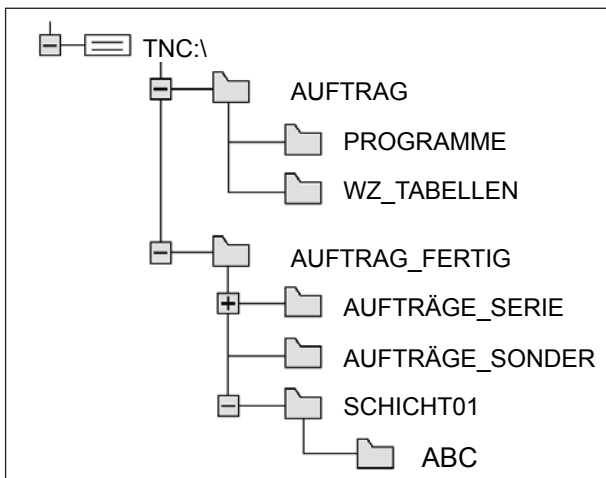 TNC:\
AUFTRAG
PROGRAMME
WZ_TABELLEN
AUFTRAG_FERTIG
AUFTRÄGE_SERIE
AUFTRÄGE_SONDER
SCHICHT01
ABC